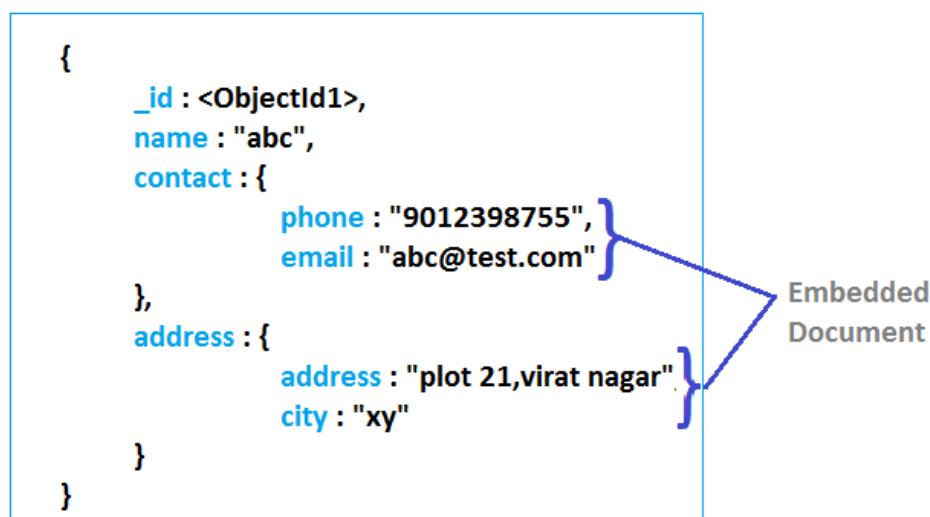 {
_id : <ObjectId1>,
name : "abc",
contact : {
phone : "9012398755",
email : "abc@test.com"
},
address : {
address : "plot 21,virat nagar",
city : "xy"
}
}
Embedded
Document